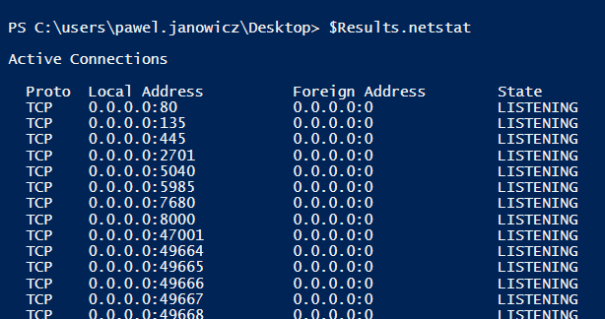 PS C:\users\pawel.janowicz\Desktop> $Results.netstat
Active Connections
Proto Local Address Foreign Address State
TCP 0.0.0.0:80 0.0.0.0:0 LISTENING
TCP 0.0.0.0:135 0.0.0.0:0 LISTENING
TCP 0.0.0.0:445 0.0.0.0:0 LISTENING
TCP 0.0.0.0:2701 0.0.0.0:0 LISTENING
TCP 0.0.0.0:5040 0.0.0.0:0 LISTENING
TCP 0.0.0.0:5985 0.0.0.0:0 LISTENING
TCP 0.0.0.0:7680 0.0.0.0:0 LISTENING
TCP 0.0.0.0:8000 0.0.0.0:0 LISTENING
TCP 0.0.0.0:47001 0.0.0.0:0 LISTENING
TCP 0.0.0.0:49664 0.0.0.0:0 LISTENING
TCP 0.0.0.0:49665 0.0.0.0:0 LISTENING
TCP 0.0.0.0:49666 0.0.0.0:0 LISTENING
TCP 0.0.0.0:49667 0.0.0.0:0 LISTENING
TCP 0.0.0.0:49668 0.0.0.0:0 LISTENING